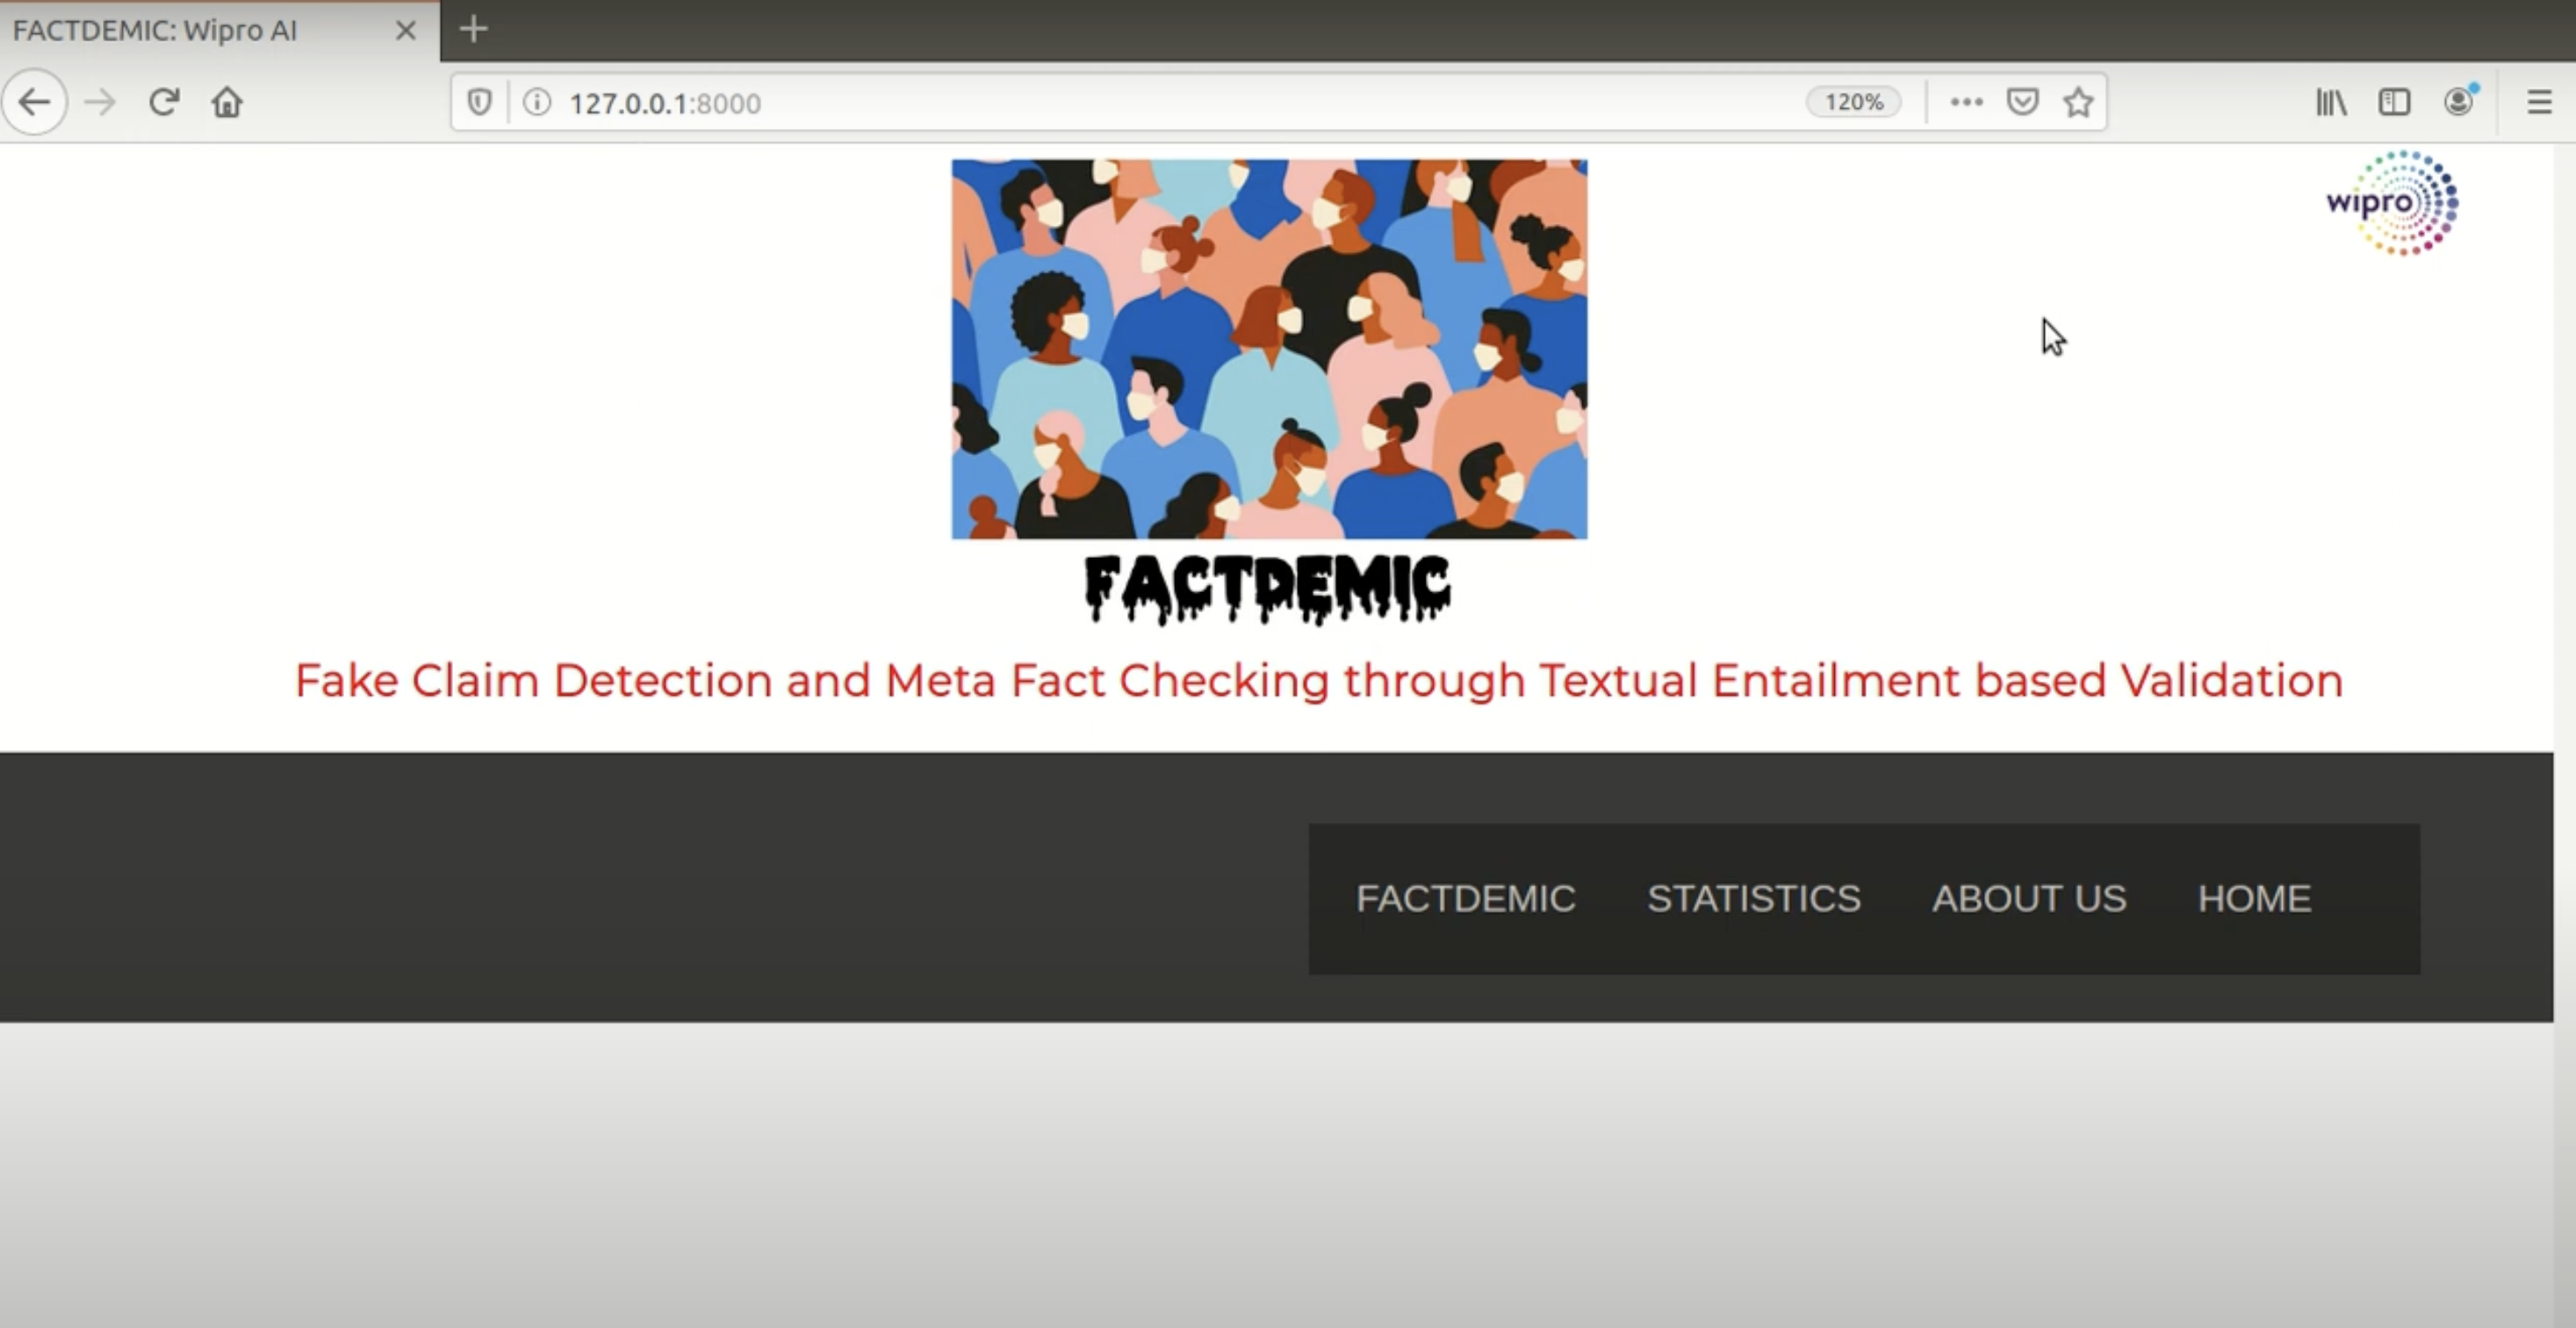 FACTDEMIC: Wipro AI
127.0.0.1:8000
120%
wipro
FACTDEMIC
Fake Claim Detection and Meta Fact Checking through Textual Entailment based Validation
FACTDEMIC STATISTICS ABOUT US HOME